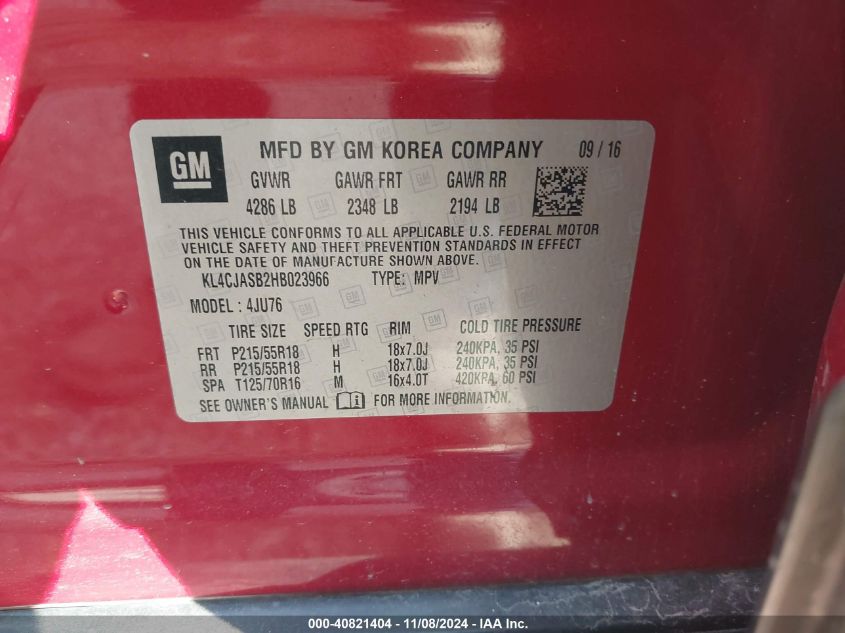 GM MFD BY GM KOREA COMPANY 09 / 16
GVWR GAWR FRT GAWR RR
4286 LB 2348 LB 2194 LB
THIS VEHICLE CONFORMS TO ALL APPLICABLE U.S. FEDERAL MOTOR
VEHICLE SAFETY AND THEFT PREVENTION STANDARDS IN EFFECT
ON THE DATE OF MANUFACTURE SHOWN ABOVE.
KL4CJASB2HB023966 TYPE: MPV
MODEL : 4JU76
TIRE SIZE SPEED RTG RIM COLD TIRE PRESSURE
FRT P215/55R18 H 18x7.0J 240KPA, 35 PSI
RR P215/55R18 H 18x7.0J 240KPA, 35 PSI
SPA T125/70R16 M 16x4.0T 420KPA, 60 PSI
SEE OWNER'S MANUAL FOR MORE INFORMATION.
000-40821404 - 11/08/2024 - IAA Inc.